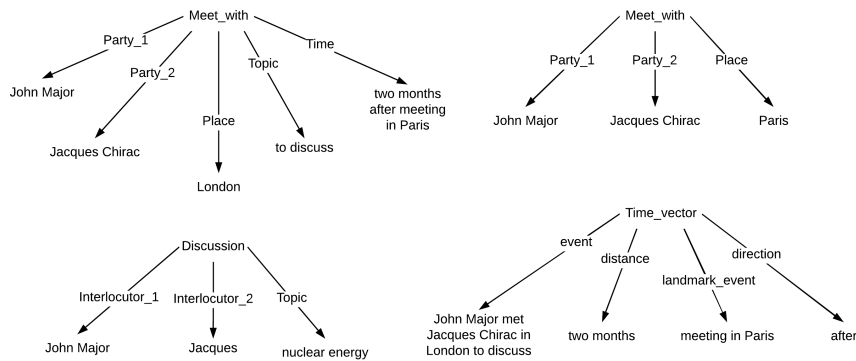 Meet_with
Party_1
Party_2
Place
Topic
Time
John Major
Jacques Chirac
London
to discuss
two months
after meeting
in Paris
Meet_with
Party_1
Party_2
Place
John Major
Jacques Chirac
Paris
Discussion
Interlocutor_1
Interlocutor_2
Topic
John Major
Jacques
nuclear energy
Time_vector
event
distance
landmark_event
direction
John Major met
Jacques Chirac in
London to discuss
two months
meeting in Paris
after